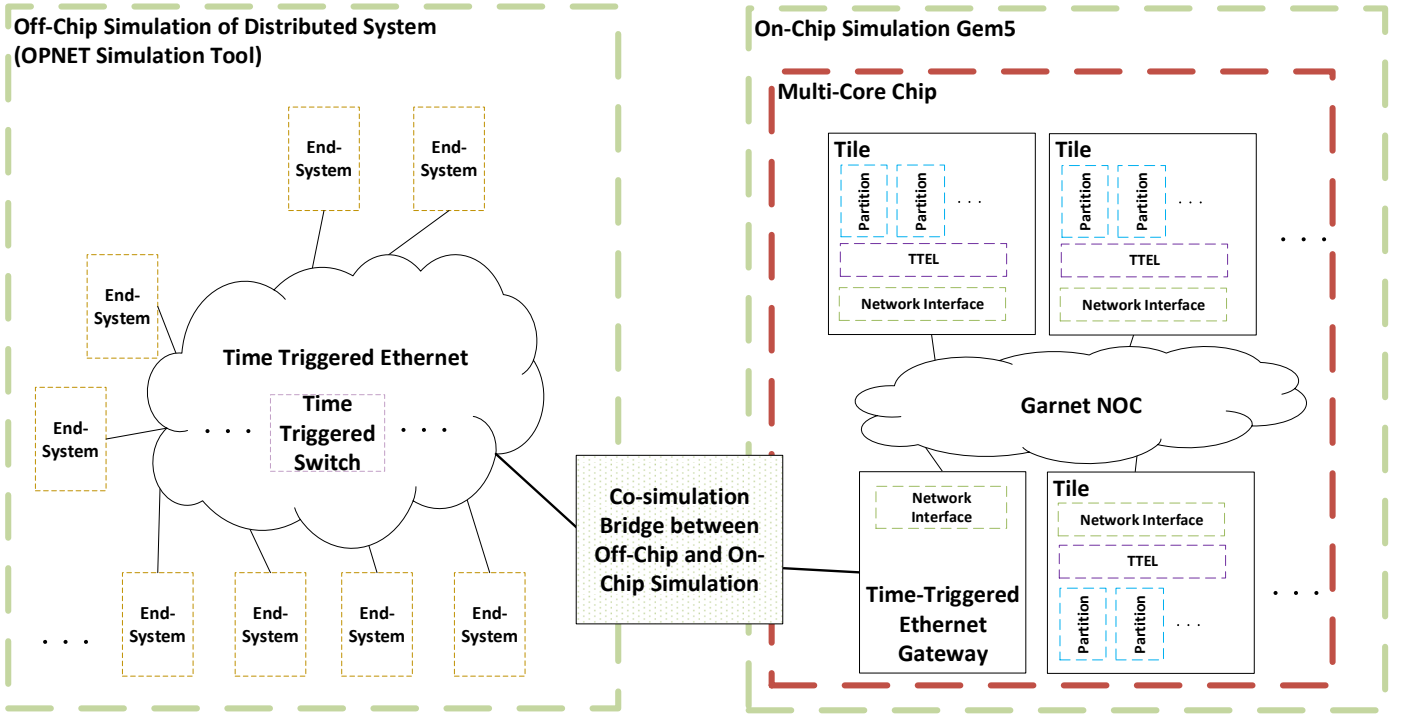 Off-Chip Simulation of Distributed System
(OPNET Simulation Tool)
End-
System
End-
System
End-
System
End-
System
Time Triggered Ethernet
. . .
Time
Triggered
Switch
. . .
. . .
End-
System
End-
System
End-
System
End-
System
Co-simulation
Bridge between
Off-Chip and On-
Chip Simulation
On-Chip Simulation Gem5
Multi-Core Chip
Tile
Partition
Partition
. . .
TTEL
Network Interface
Tile
Partition
Partition
. . .
TTEL
Network Interface
. . .
Garnet NOC
Network
Interface
Time-Triggered
Ethernet
Gateway
Tile
Network Interface
TTEL
Partition
Partition
. . .
. . .